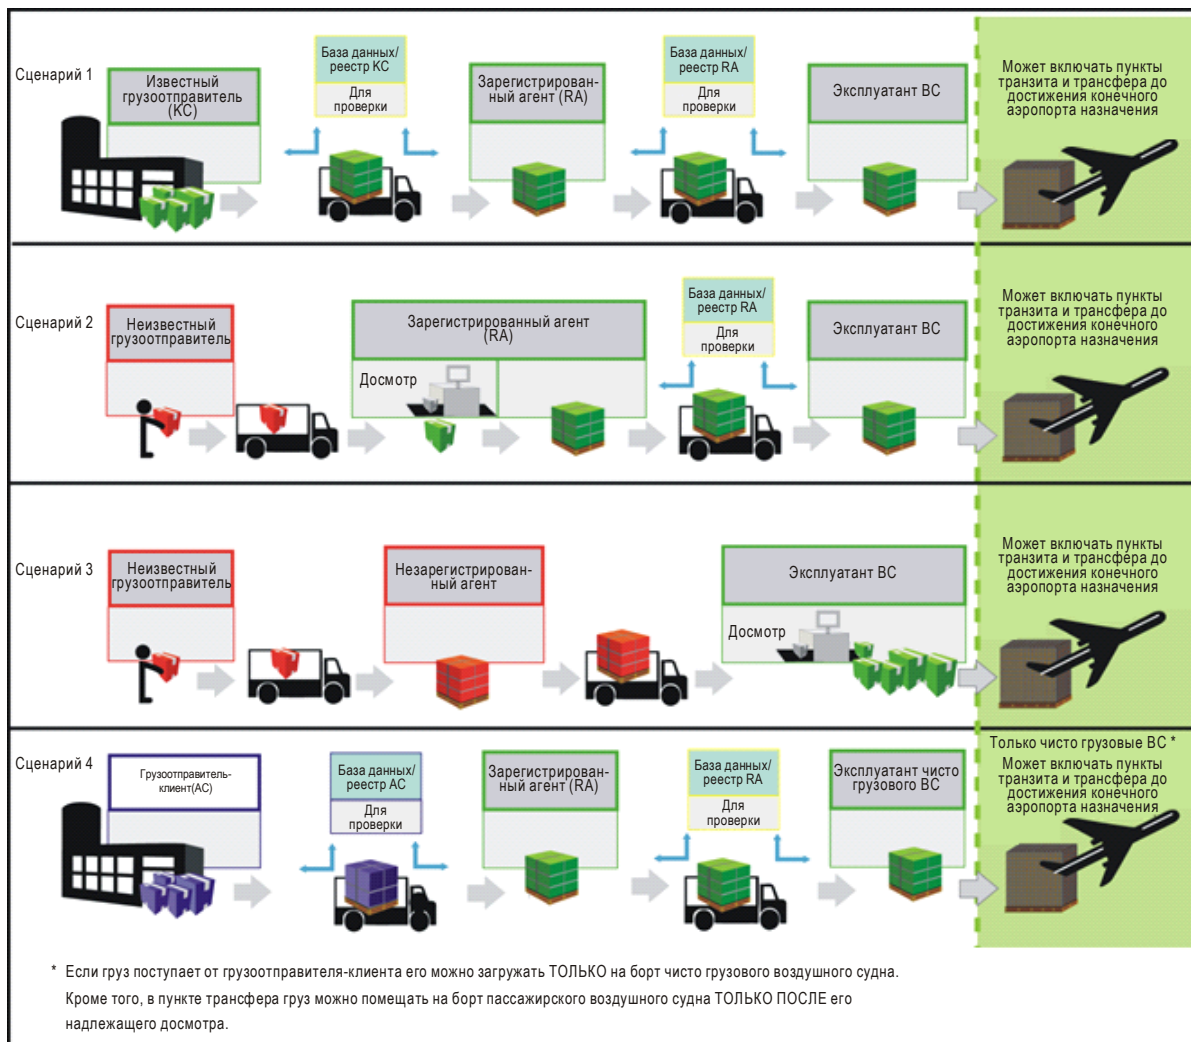 Сценарий 1
Известный
грузоотправитель
(KC)
База данных/
реестр KC
Для
проверки
Зарегистрирован-
ный агент (RA)
База данных/
реестр RA
Для
проверки
Эксплуатант ВС
Может включать пункты
транзита и трансфера до
достижения конечного
аэропорта назначения
Сценарий 2
Неизвестный
грузоотправитель
Зарегистрированный агент
(RA)
Досмотр
База данных/
реестр RA
Для
проверки
Эксплуатант ВС
Может включать пункты
транзита и трансфера до
достижения конечного
аэропорта назначения
Сценарий 3
Неизвестный
грузоотправитель
Незарегистрирован-
ный агент
Эксплуатант ВС
Досмотр
Может включать пункты
транзита и трансфера до
достижения конечного
аэропорта назначения
Сценарий 4
Грузоотправитель-
клиент(AC)
База данных/
реестр AC
Для
проверки
Зарегистрирован-
ный агент (RA)
База данных/
реестр RA
Для
проверки
Эксплуатант чисто
грузового ВС
Только чисто грузовые ВС *
Может включать пункты
транзита и трансфера до
достижения конечного
аэропорта назначения
* Если груз поступает от грузоотправителя-клиента его можно загружать ТОЛЬКО на борт чисто грузового воздушного судна.
Кроме того, в пункте трансфера груз можно помещать на борт пассажирского воздушного судна ТОЛЬКО ПОСЛЕ его
надлежащего досмотра.